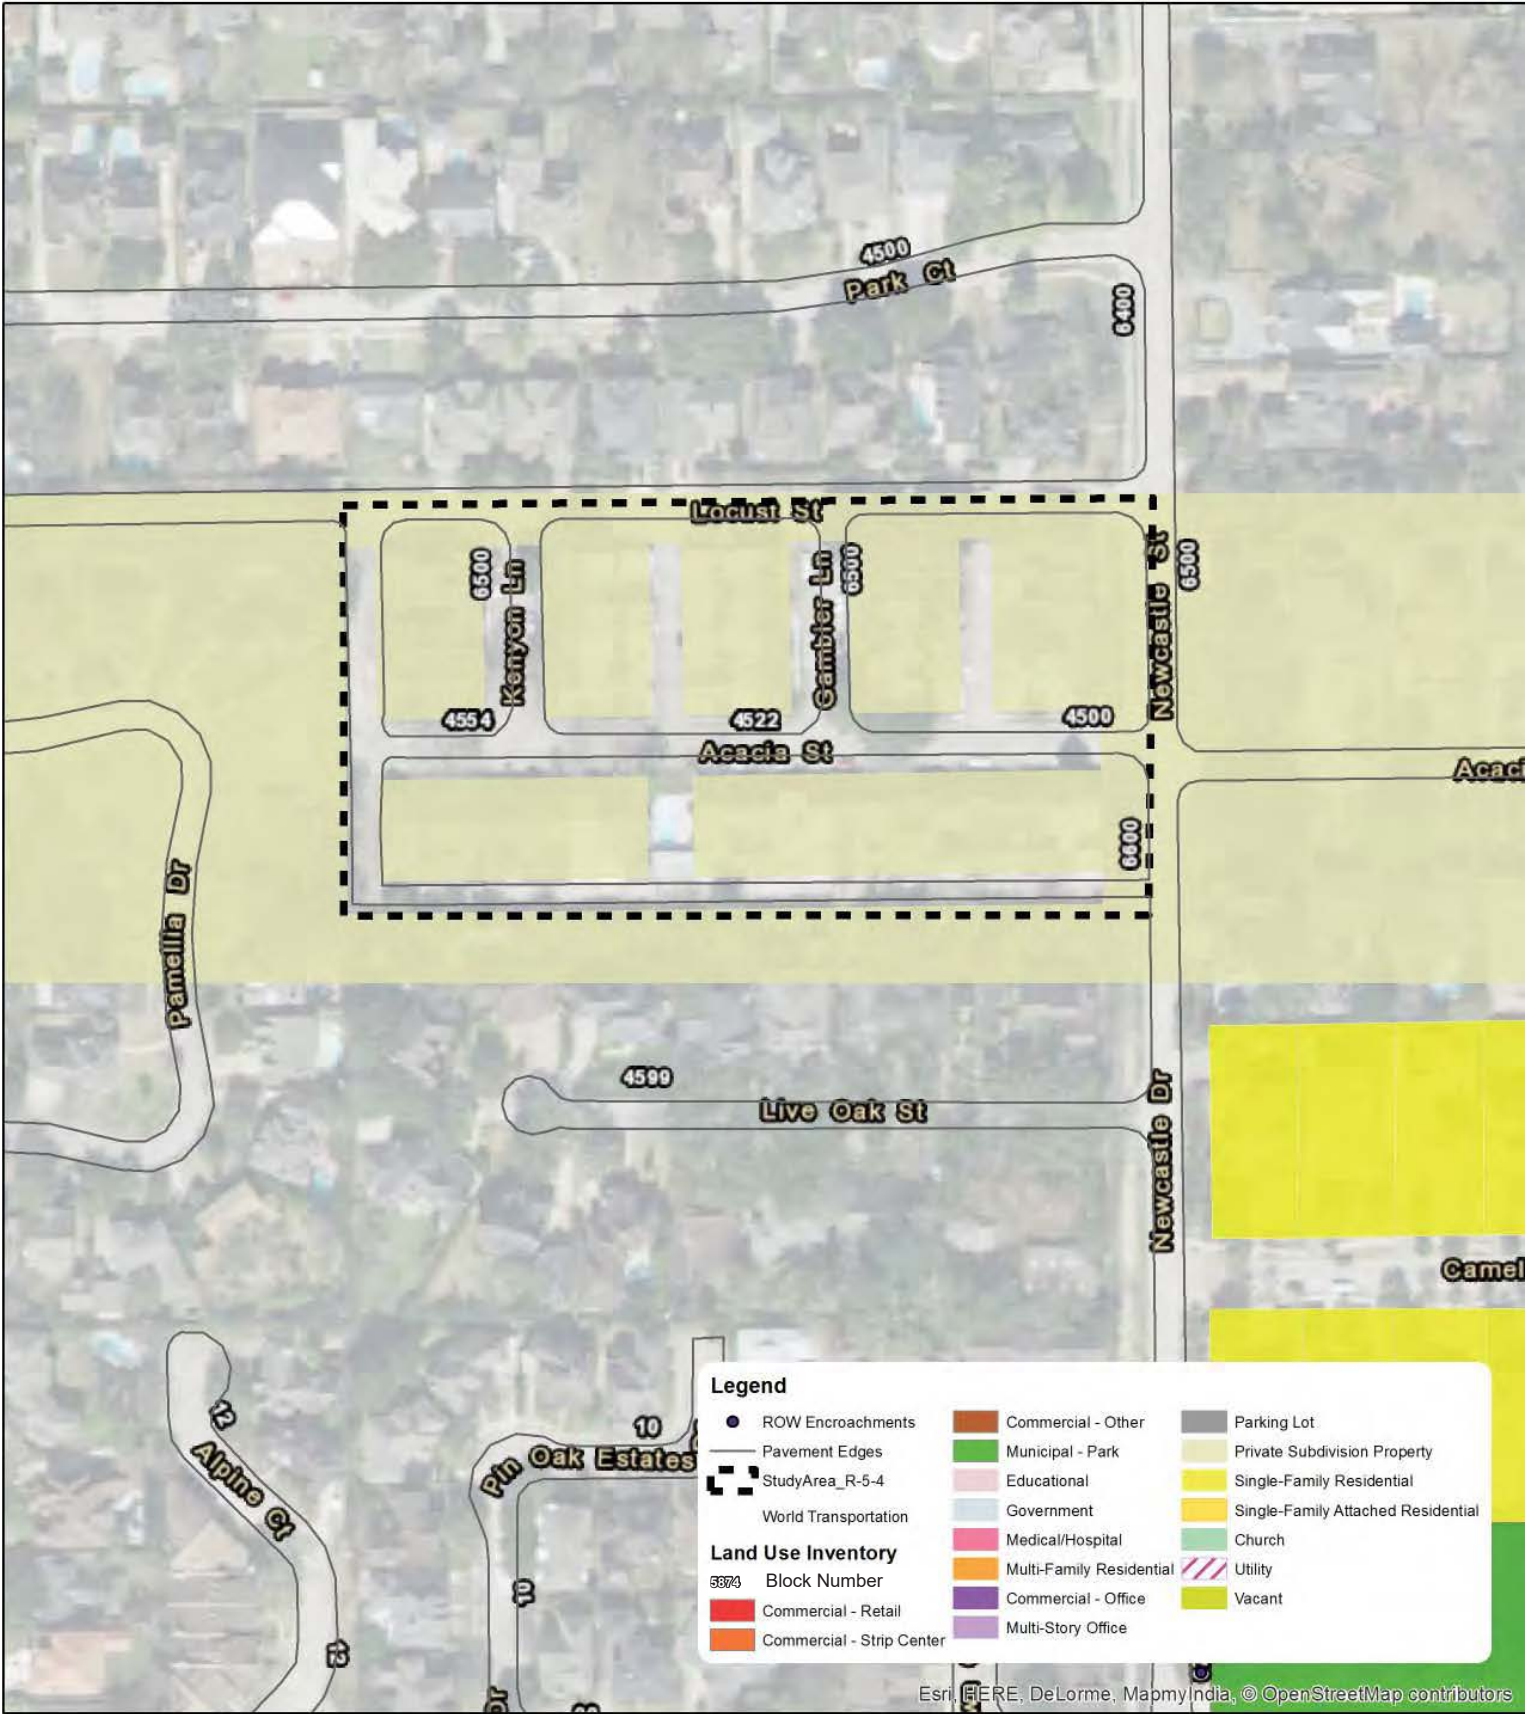 4500
Park Ct
6400
Locust St
6500
Kenyon Ln
Gambier Ln
6500
Newcastle St
6500
4554
4522
4500
Acacia St
Acaci
6600
Pamellia Dr
4599
Live Oak St
Newcastle Dr
Camel
12
Alpine Ct
12
10
Pin Oak Estates
10
Dr
Legend
ROW Encroachments
Pavement Edges
StudyArea_R-5-4
World Transportation
Land Use Inventory
5874 Block Number
Commercial - Retail
Commercial - Strip Center
Commercial - Other
Municipal - Park
Educational
Government
Medical/Hospital
Multi-Family Residential
Commercial - Office
Multi-Story Office
Parking Lot
Private Subdivision Property
Single-Family Residential
Single-Family Attached Residential
Church
Utility
Vacant
Esri, HERE, DeLorme, MapmyIndia, © OpenStreetMap contributors